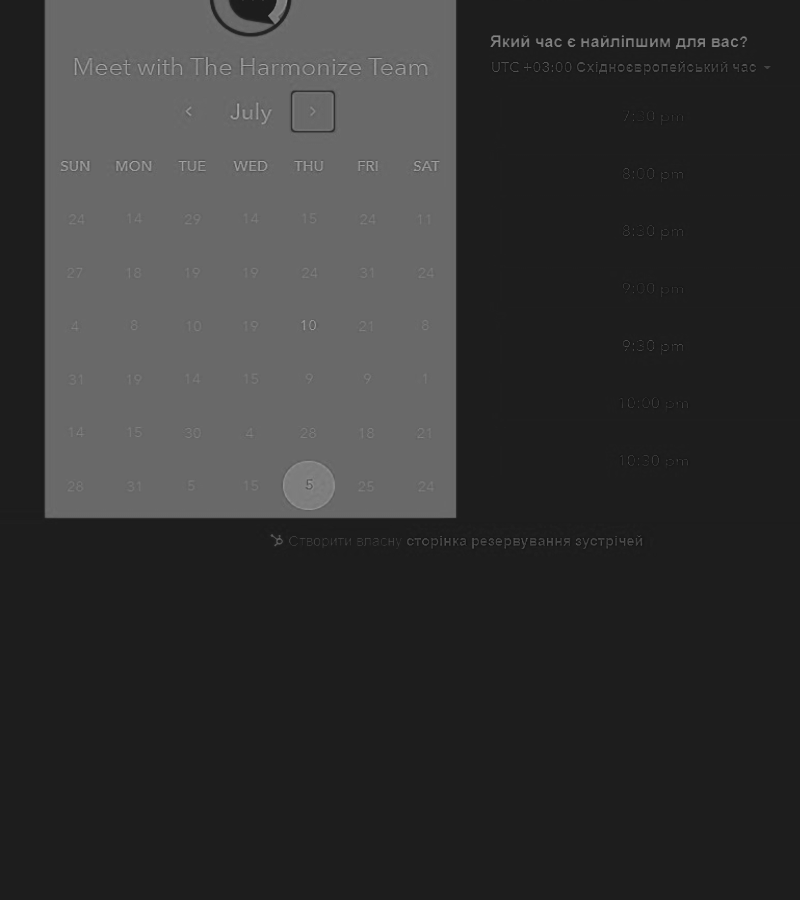 Meet with The Harmonize Team
July
SUN MON TUE WED THU FRI SAT
24 14 29 14 15 24 11
27 18 19 19 24 31 24
4 8 10 19 10 21 8
31 19 14 15 9 9 1
14 15 30 4 28 18 21
28 31 5 15 5 25 24
Який час є найліпшим для вас?
UTC +03:00 Східноєвропейський час
7:30 pm
8:00 pm
8:30 pm
9:00 pm
9:30 pm
10:00 pm
10:30 pm
Створити власну сторінка резервування зустрічей